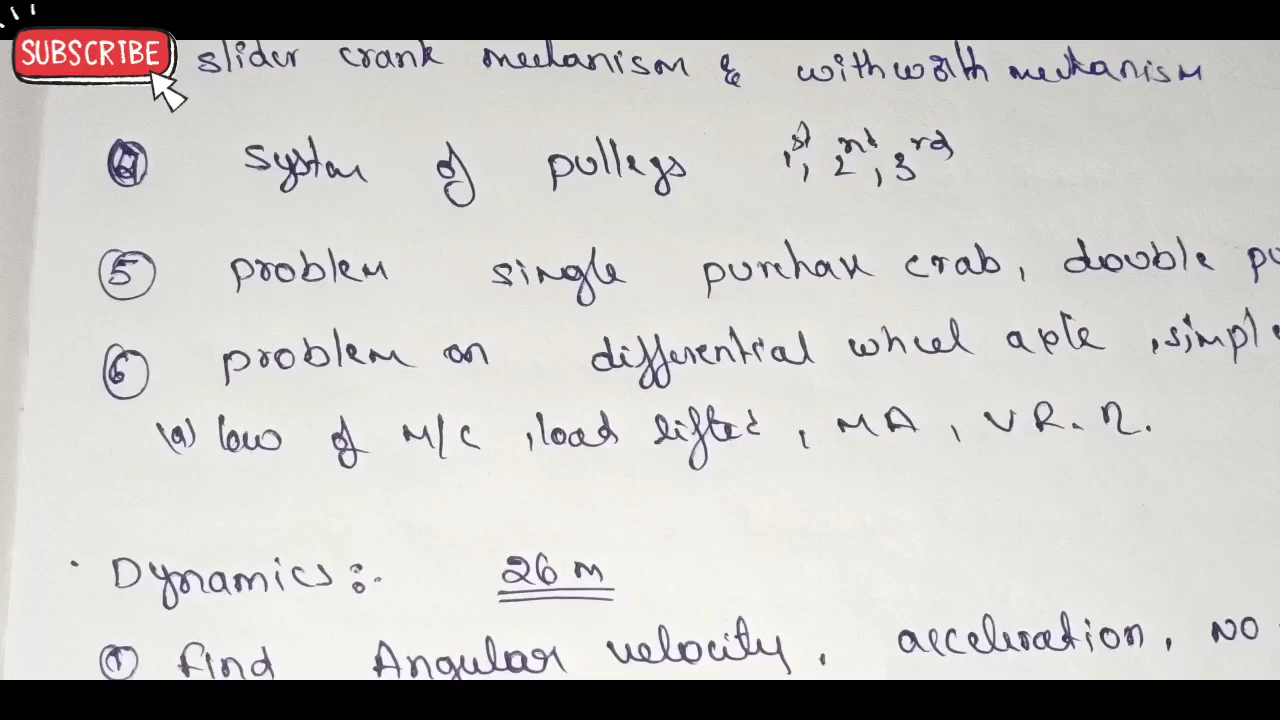 SUBSCRIBE
slider crank mechanism & withworth mechanism
④ system of pulleys 1st, 2nd, 3rd
⑤ problem single purchase crab, double pu
⑥ problem on differential wheel axle, simple
(a) law of M/C, load lifted, MA, VR. η.
Dynamics:- 26 m
① Find Angular velocity, acceleration, No